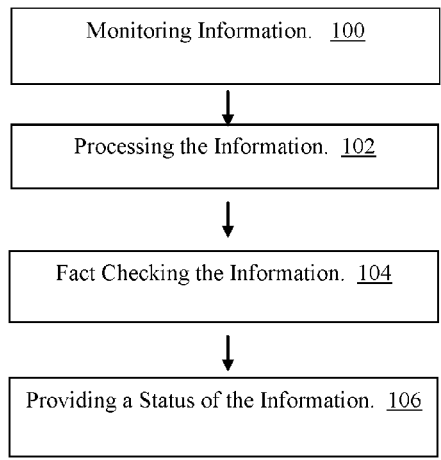 Monitoring Information. 100
Processing the Information. 102
Fact Checking the Information. 104
Providing a Status of the Information. 106